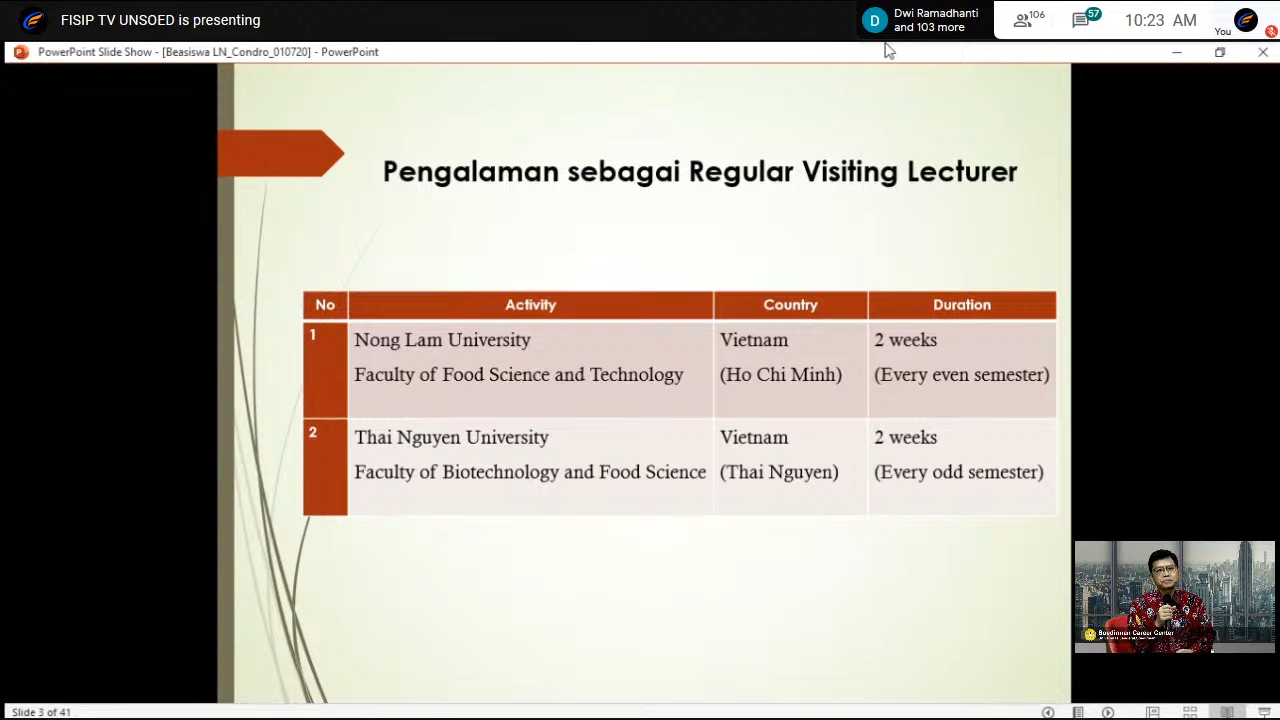 FISIP TV UNSOED is presenting
D
Dwi Ramadhanti
and 103 more
106
57
10:23 AM
You
PowerPoint Slide Show - [Beasiswa LN_Condro_010720] - PowerPoint
Pengalaman sebagai Regular Visiting Lecturer
No Activity Country Duration
1 Nong Lam University Vietnam 2 weeks
Faculty of Food Science and Technology (Ho Chi Minh) (Every even semester)
2 Thai Nguyen University Vietnam 2 weeks
Faculty of Biotechnology and Food Science (Thai Nguyen) (Every odd semester)
Soedirman Career Center
Slide 3 of 41